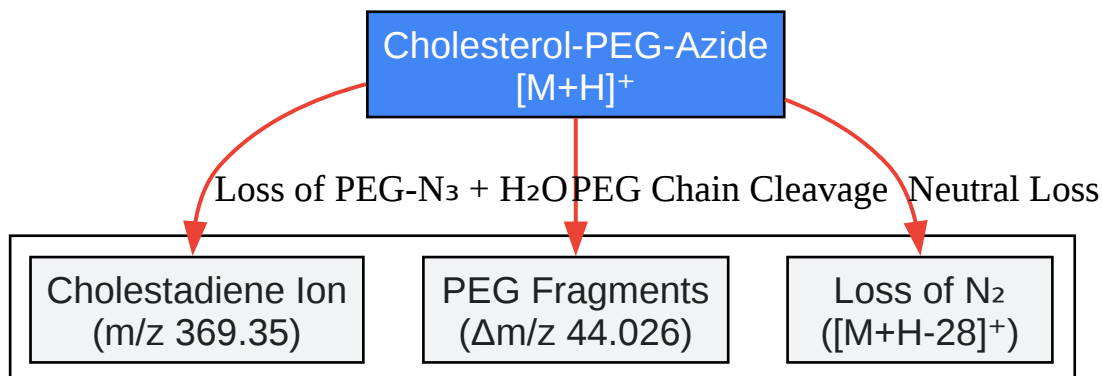 Cholesterol-PEG-Azide
[M+H]⁺
Loss of PEG-N₃ + H₂O
PEG Chain Cleavage
Neutral Loss
Cholestadiene Ion
(m/z 369.35)
PEG Fragments
(Δm/z 44.026)
Loss of N₂
([M+H-28]⁺)